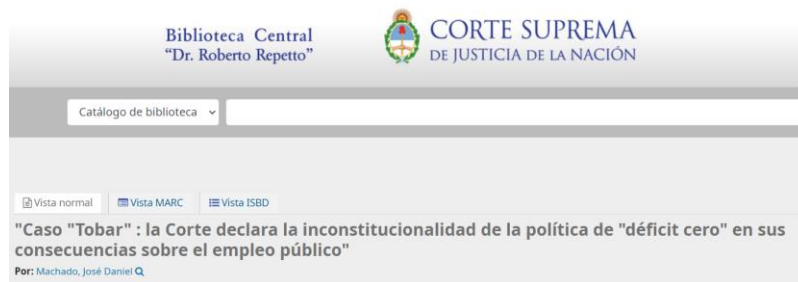 Biblioteca Central
“Dr. Roberto Repetto”
CORTE SUPREMA
DE JUSTICIA DE LA NACIÓN
Catálogo de biblioteca
Vista normal
Vista MARC
Vista ISBD
"Caso "Tobar" : la Corte declara la inconstitucionalidad de la política de "déficit cero" en sus
consecuencias sobre el empleo público"
Por: Machado, José Daniel